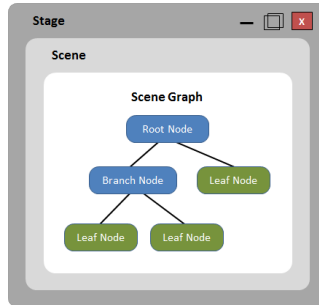 Stage
X
Scene
Scene Graph
Root Node
Branch Node
Leaf Node
Leaf Node
Leaf Node